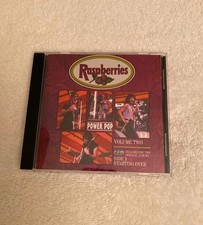 Raspberries
POWER POP
VOLUME TWO
SIDE 3
STARTING OVER